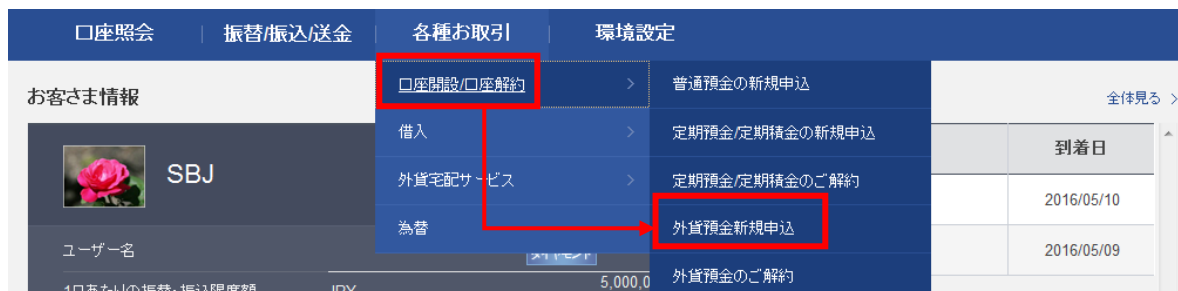 口座照会 振替/振込/送金 各種お取引 環境設定
お客さま情報
全体見る >
口座開設/口座解約 >
借入 >
外貨宅配サービス >
為替
普通預金の新規申込
定期預金/定期積金の新規申込
定期預金/定期積金のご解約
外貨預金新規申込
外貨預金のご解約
SBJ
ユーザー名
1日あたりの振替・振込限度額 JPY 5,000,0
到着日
2016/05/10
2016/05/09